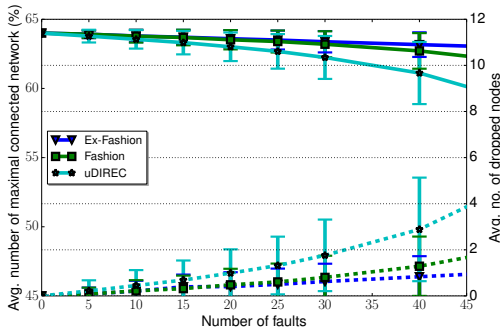 Avg. number of maximal connected network (%)
65
60
55
50
45
Ex-Fashion
Fashion
uDIREC
12
10
8
6
4
2
0
Avg. no. of dropped nodes
0 5 10 15 20 25 30 35 40 45
Number of faults